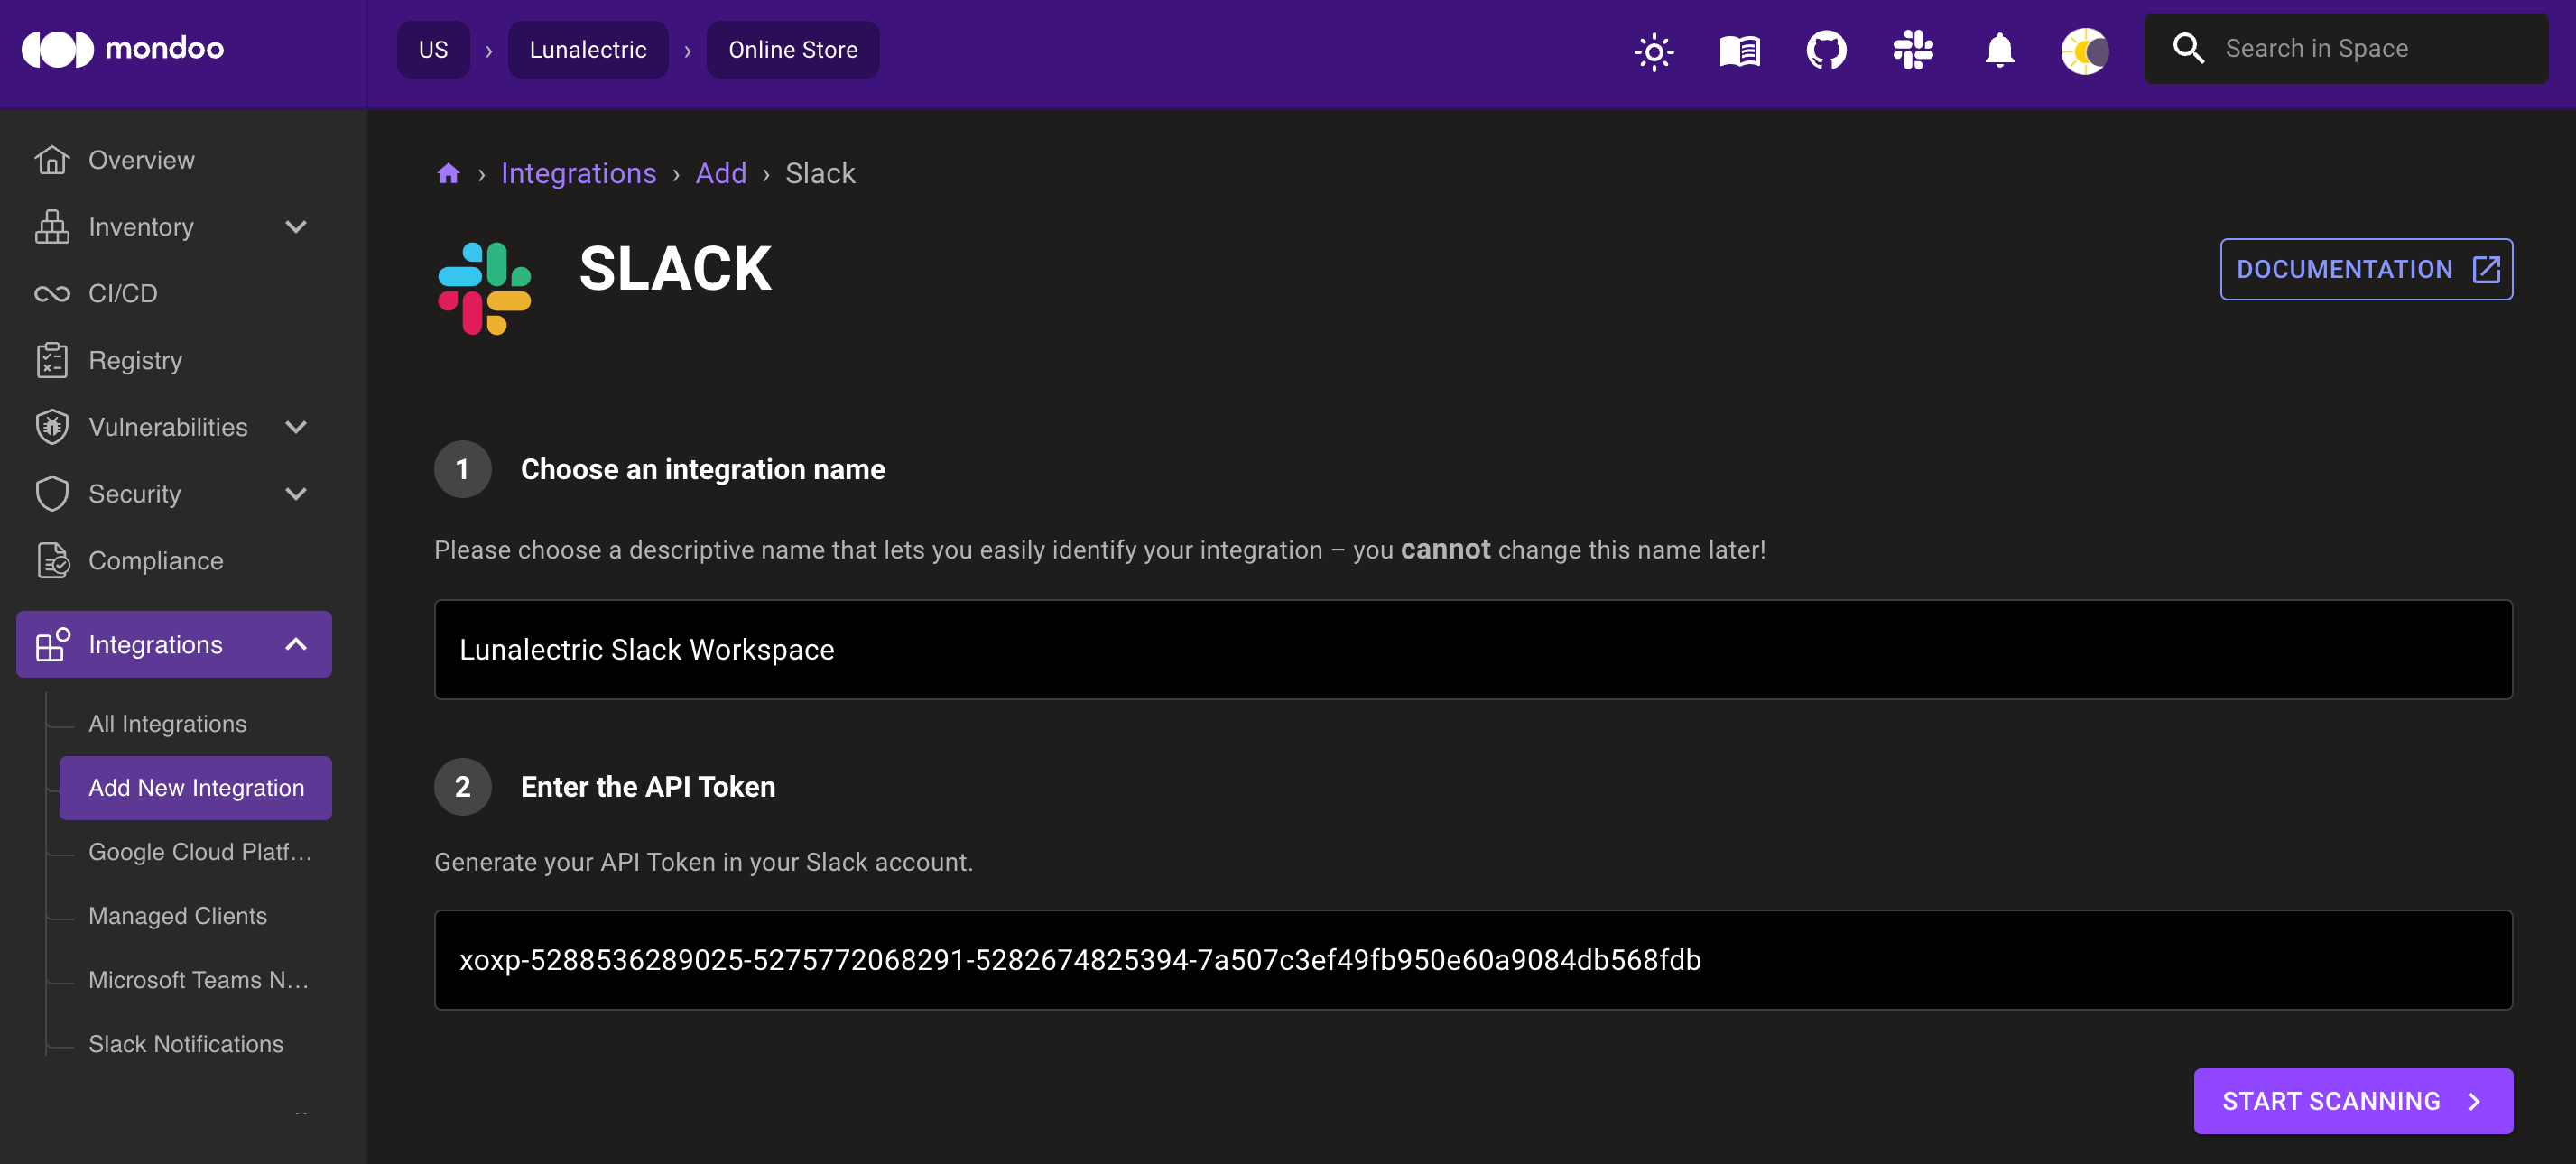 mondoo
US › Lunalectric › Online Store
Search in Space
Overview
Inventory
CI/CD
Registry
Vulnerabilities
Security
Compliance
Integrations
All Integrations
Add New Integration
Google Cloud Platf...
Managed Clients
Microsoft Teams N...
Slack Notifications
› Integrations › Add › Slack
SLACK
DOCUMENTATION
1 Choose an integration name
Please choose a descriptive name that lets you easily identify your integration – you cannot change this name later!
Lunalectric Slack Workspace
2 Enter the API Token
Generate your API Token in your Slack account.
xoxp-5288536289025-5275772068291-5282674825394-7a507c3ef49fb950e60a9084db568fdb
START SCANNING